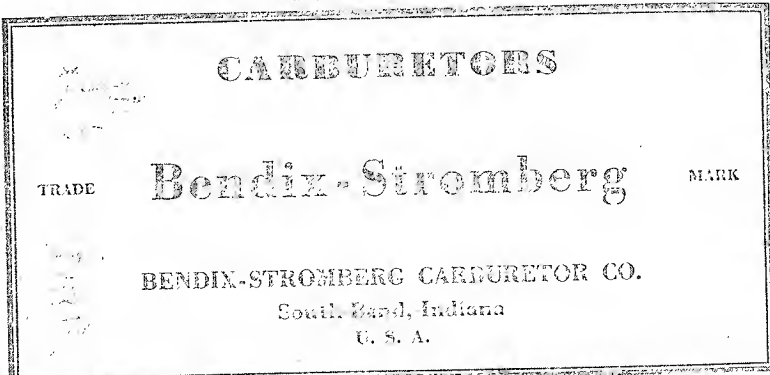 CARBURETORS
TRADE Bendix-Stromberg MARK
BENDIX-STROMBERG CARBURETOR CO.
South Bend, Indiana
U. S. A.